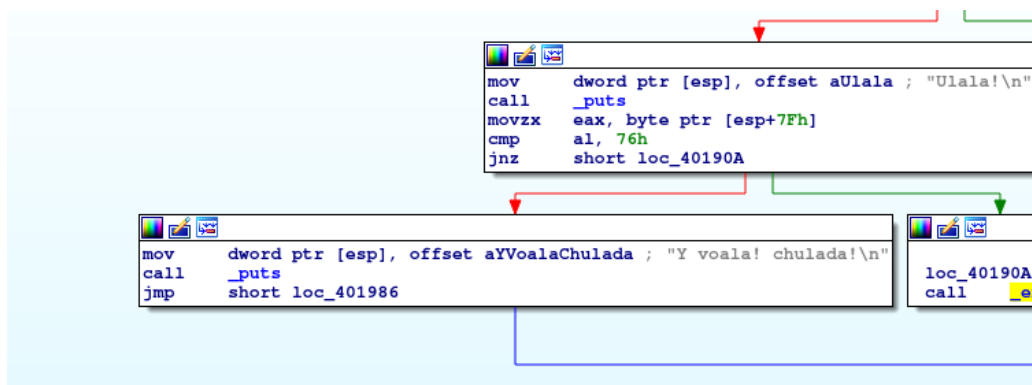 mov dword ptr [esp], offset aUlala ; "Ulala!\n"
call _puts
movzx eax, byte ptr [esp+7Fh]
cmp al, 76h
jnz short loc_40190A
mov dword ptr [esp], offset aYVoalaChulada ; "Y voala! chulada!\n"
call _puts
jmp short loc_401986
loc_40190A
call _e